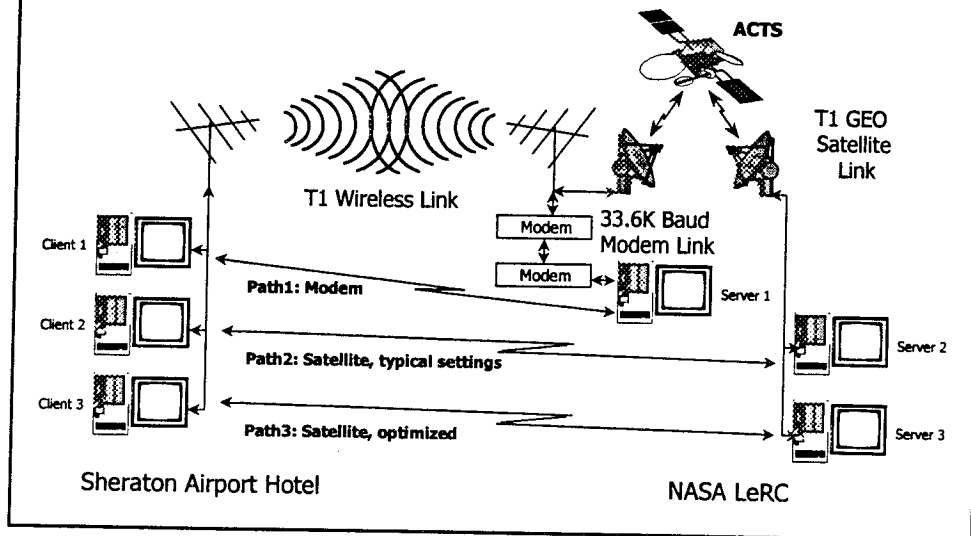 ACTS
T1 GEO
Satellite
Link
T1 Wireless Link
33.6K Baud
Modem Link
Modem
Modem
Client 1
Path1: Modem
Server 1
Client 2
Path2: Satellite, typical settings
Server 2
Client 3
Path3: Satellite, optimized
Server 3
Sheraton Airport Hotel
NASA LeRC